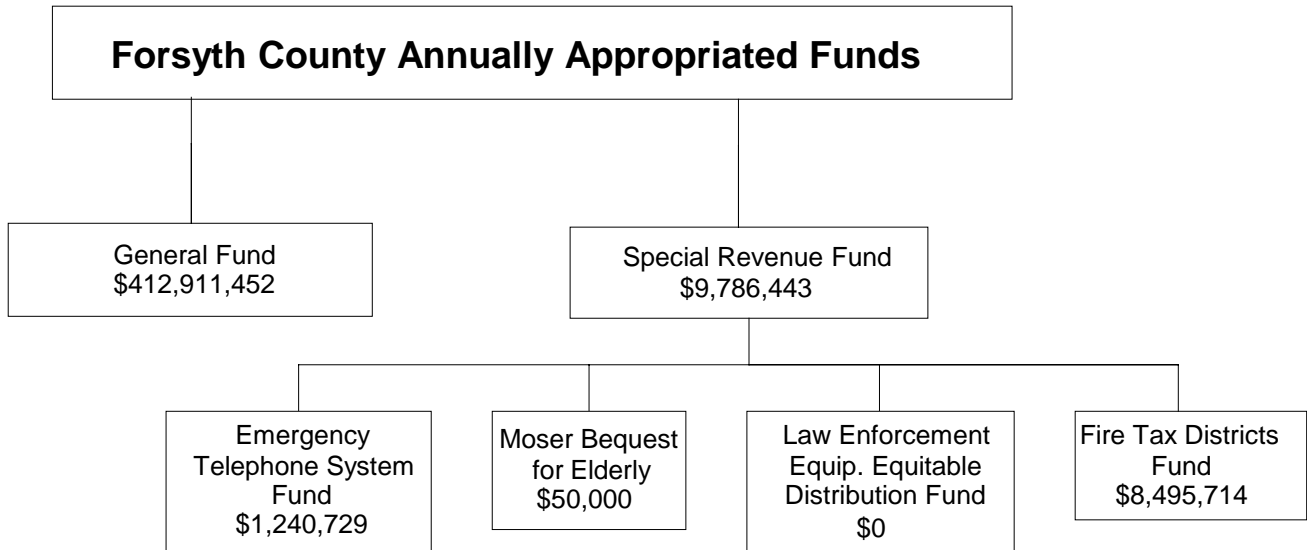 Forsyth County Annually Appropriated Funds
General Fund
$412,911,452
Special Revenue Fund
$9,786,443
Emergency
Telephone System
Fund
$1,240,729
Moser Bequest
for Elderly
$50,000
Law Enforcement
Equip. Equitable
Distribution Fund
$0
Fire Tax Districts
Fund
$8,495,714